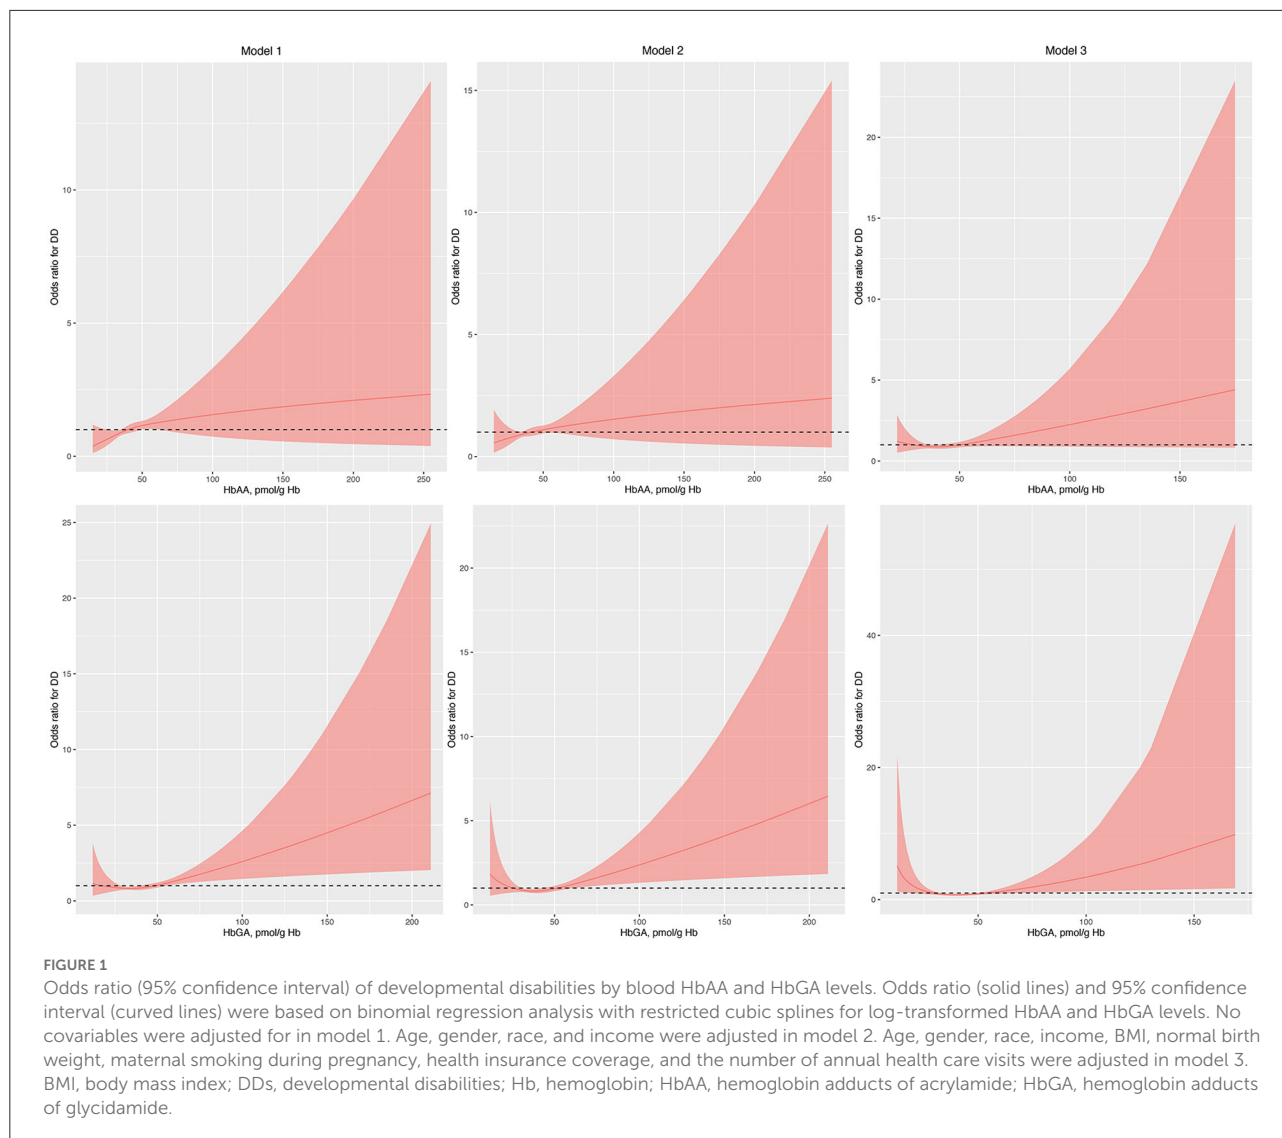 Model 1
Model 2
Model 3
Odds ratio for DD
10
5
0
50
100
150
200
250
HbAA, pmol/g Hb
Odds ratio for DD
15
10
5
0
50
100
150
200
250
HbAA, pmol/g Hb
Odds ratio for DD
20
15
10
5
0
50
100
150
HbAA, pmol/g Hb
Odds ratio for DD
25
20
15
10
5
0
50
100
150
200
HbGA, pmol/g Hb
Odds ratio for DD
20
15
10
5
0
50
100
150
200
HbGA, pmol/g Hb
Odds ratio for DD
40
20
0
50
100
150
HbGA, pmol/g Hb
FIGURE 1
Odds ratio (95% confidence interval) of developmental disabilities by blood HbAA and HbGA levels. Odds ratio (solid lines) and 95% confidence
interval (curved lines) were based on binomial regression analysis with restricted cubic splines for log-transformed HbAA and HbGA levels. No
covariables were adjusted for in model 1. Age, gender, race, and income were adjusted in model 2. Age, gender, race, income, BMI, normal birth
weight, maternal smoking during pregnancy, health insurance coverage, and the number of annual health care visits were adjusted in model 3.
BMI, body mass index; DDs, developmental disabilities; Hb, hemoglobin; HbAA, hemoglobin adducts of acrylamide; HbGA, hemoglobin adducts
of glycidamide.